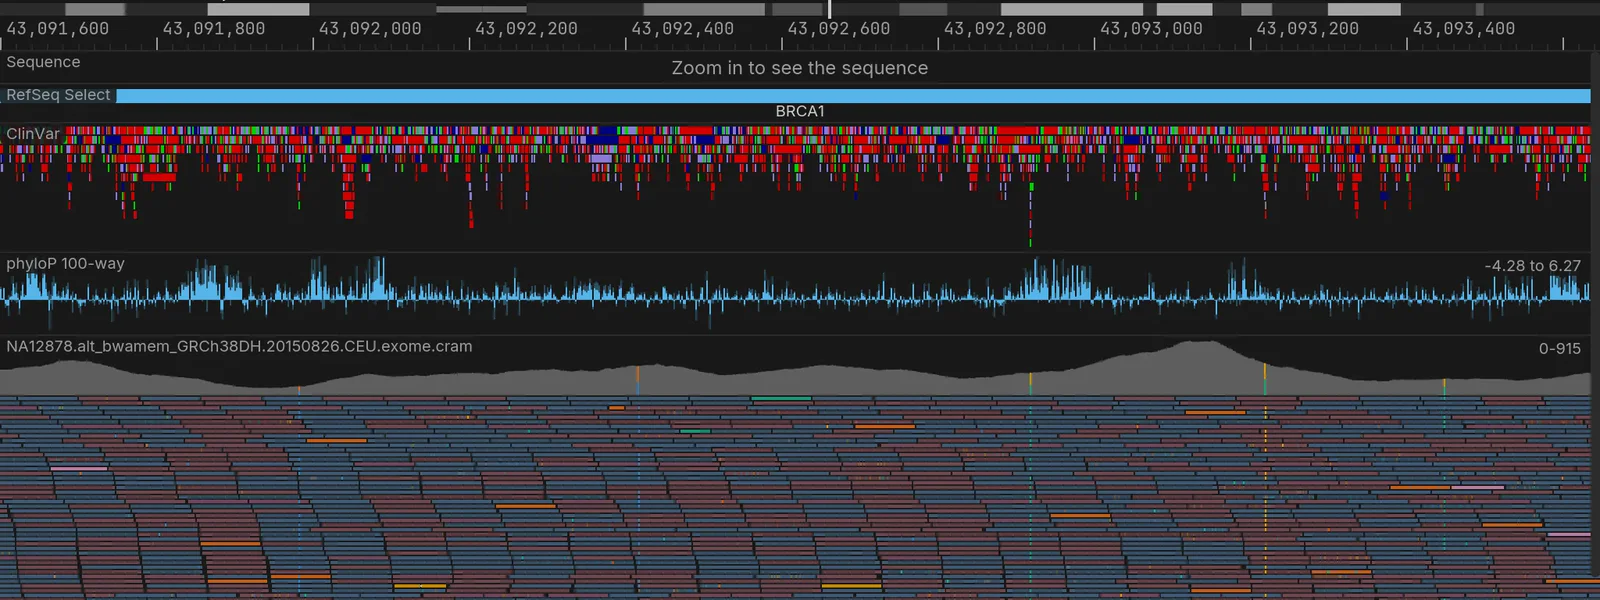 43,091,600 43,091,800 43,092,000 43,092,200 43,092,400 43,092,600 43,092,800 43,093,000 43,093,200 43,093,400
Sequence
Zoom in to see the sequence
RefSeq Select
BRCA1
ClinVar
phyloP 100-way
-4.28 to 6.27
NA12878.alt_bwamem_GRCh38DH.20150826.CEU.exome.cram
0-915